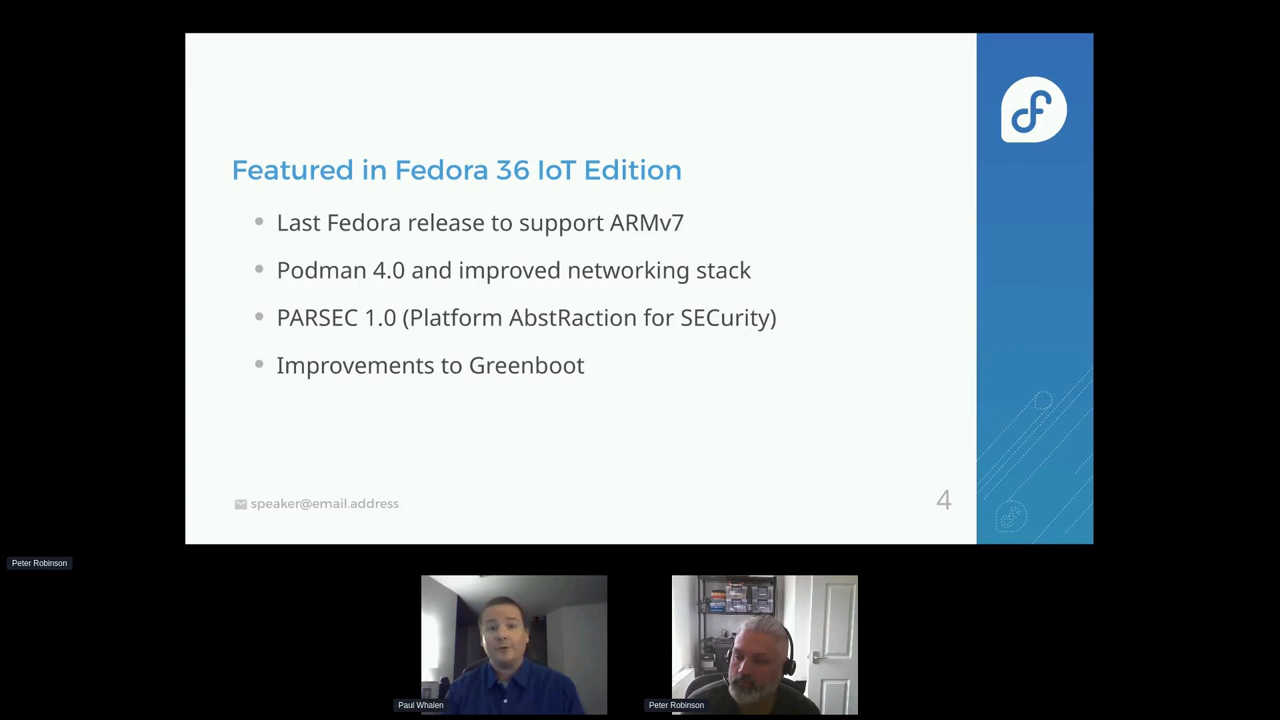 Featured in Fedora 36 IoT Edition
Last Fedora release to support ARMv7
Podman 4.0 and improved networking stack
PARSEC 1.0 (Platform AbstRaction for SECurity)
Improvements to Greenboot
speaker@email.address
4
Peter Robinson
Paul Whalen
Peter Robinson